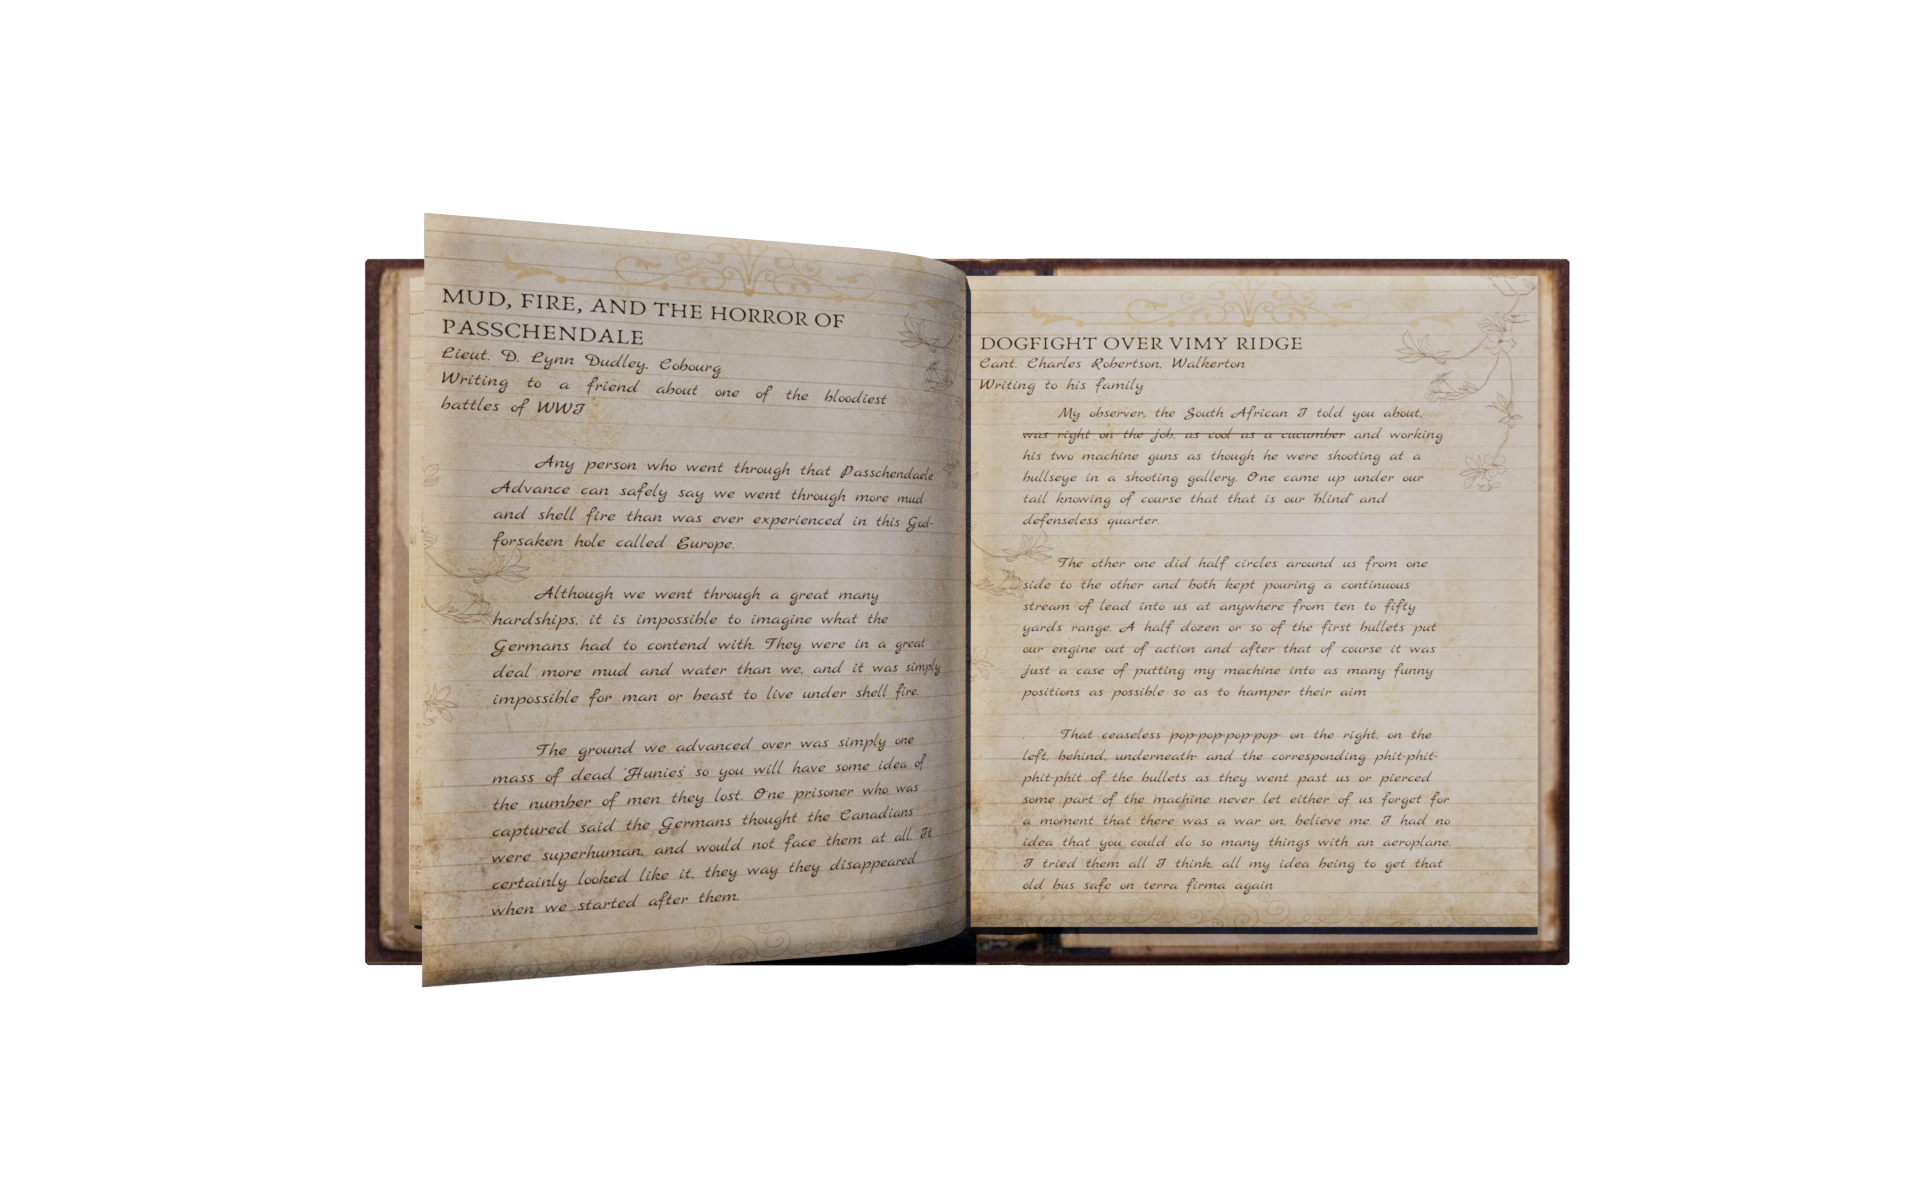 MUD, FIRE, AND THE HORROR OF
PASSCHENDALE
Lieut. D. Lynn Dudley, Cobourg
Writing to a friend about one of the bloodiest
battles of WWI
Any person who went through that Passchendaele
Advance can safely say we went through more mud
and shell fire than was ever experienced in this God-
forsaken hole called Europe.
Although we went through a great many
hardships, it is impossible to imagine what the
Germans had to contend with. They were in a great
deal more mud and water than we, and it was simply
impossible for man or beast to live under shell fire.
The ground we advanced over was simply one
mass of dead 'Hunies' so you will have some idea of
the number of men they lost. One prisoner who was
captured said the Germans thought the Canadians
were superhuman, and would not face them at all. It
certainly looked like it, they way they disappeared
when we started after them.
DOGFIGHT OVER VIMY RIDGE
Cant. Charles Robertson, Walkerton
Writing to his family
My observer, the South African I told you about,
was right on the job, as cool as a cucumber and working
his two machine guns as though he were shooting at a
bullseye in a shooting gallery. One came up under our
tail knowing of course that that is our "blind" and
defenseless quarter.
The other one did half circles around us from one
side to the other and both kept pouring a continuous
stream of lead into us at anywhere from ten to fifty
yards range. A half dozen or so of the first bullets put
our engine out of action and after that of course it was
just a case of putting my machine into as many funny
positions as possible so as to hamper their aim
That ceaseless pop-pop-pop-pop- on the right, on the
left, behind, underneath- and the corresponding phit-phit-
phit-phit of the bullets as they went past us or pierced
some part of the machine never let either of us forget for
a moment that there was a war on, believe me. I had no
idea that you could do so many things with an aeroplane.
I tried them all I think, all my idea being to get that
old bus safe on terra firma again